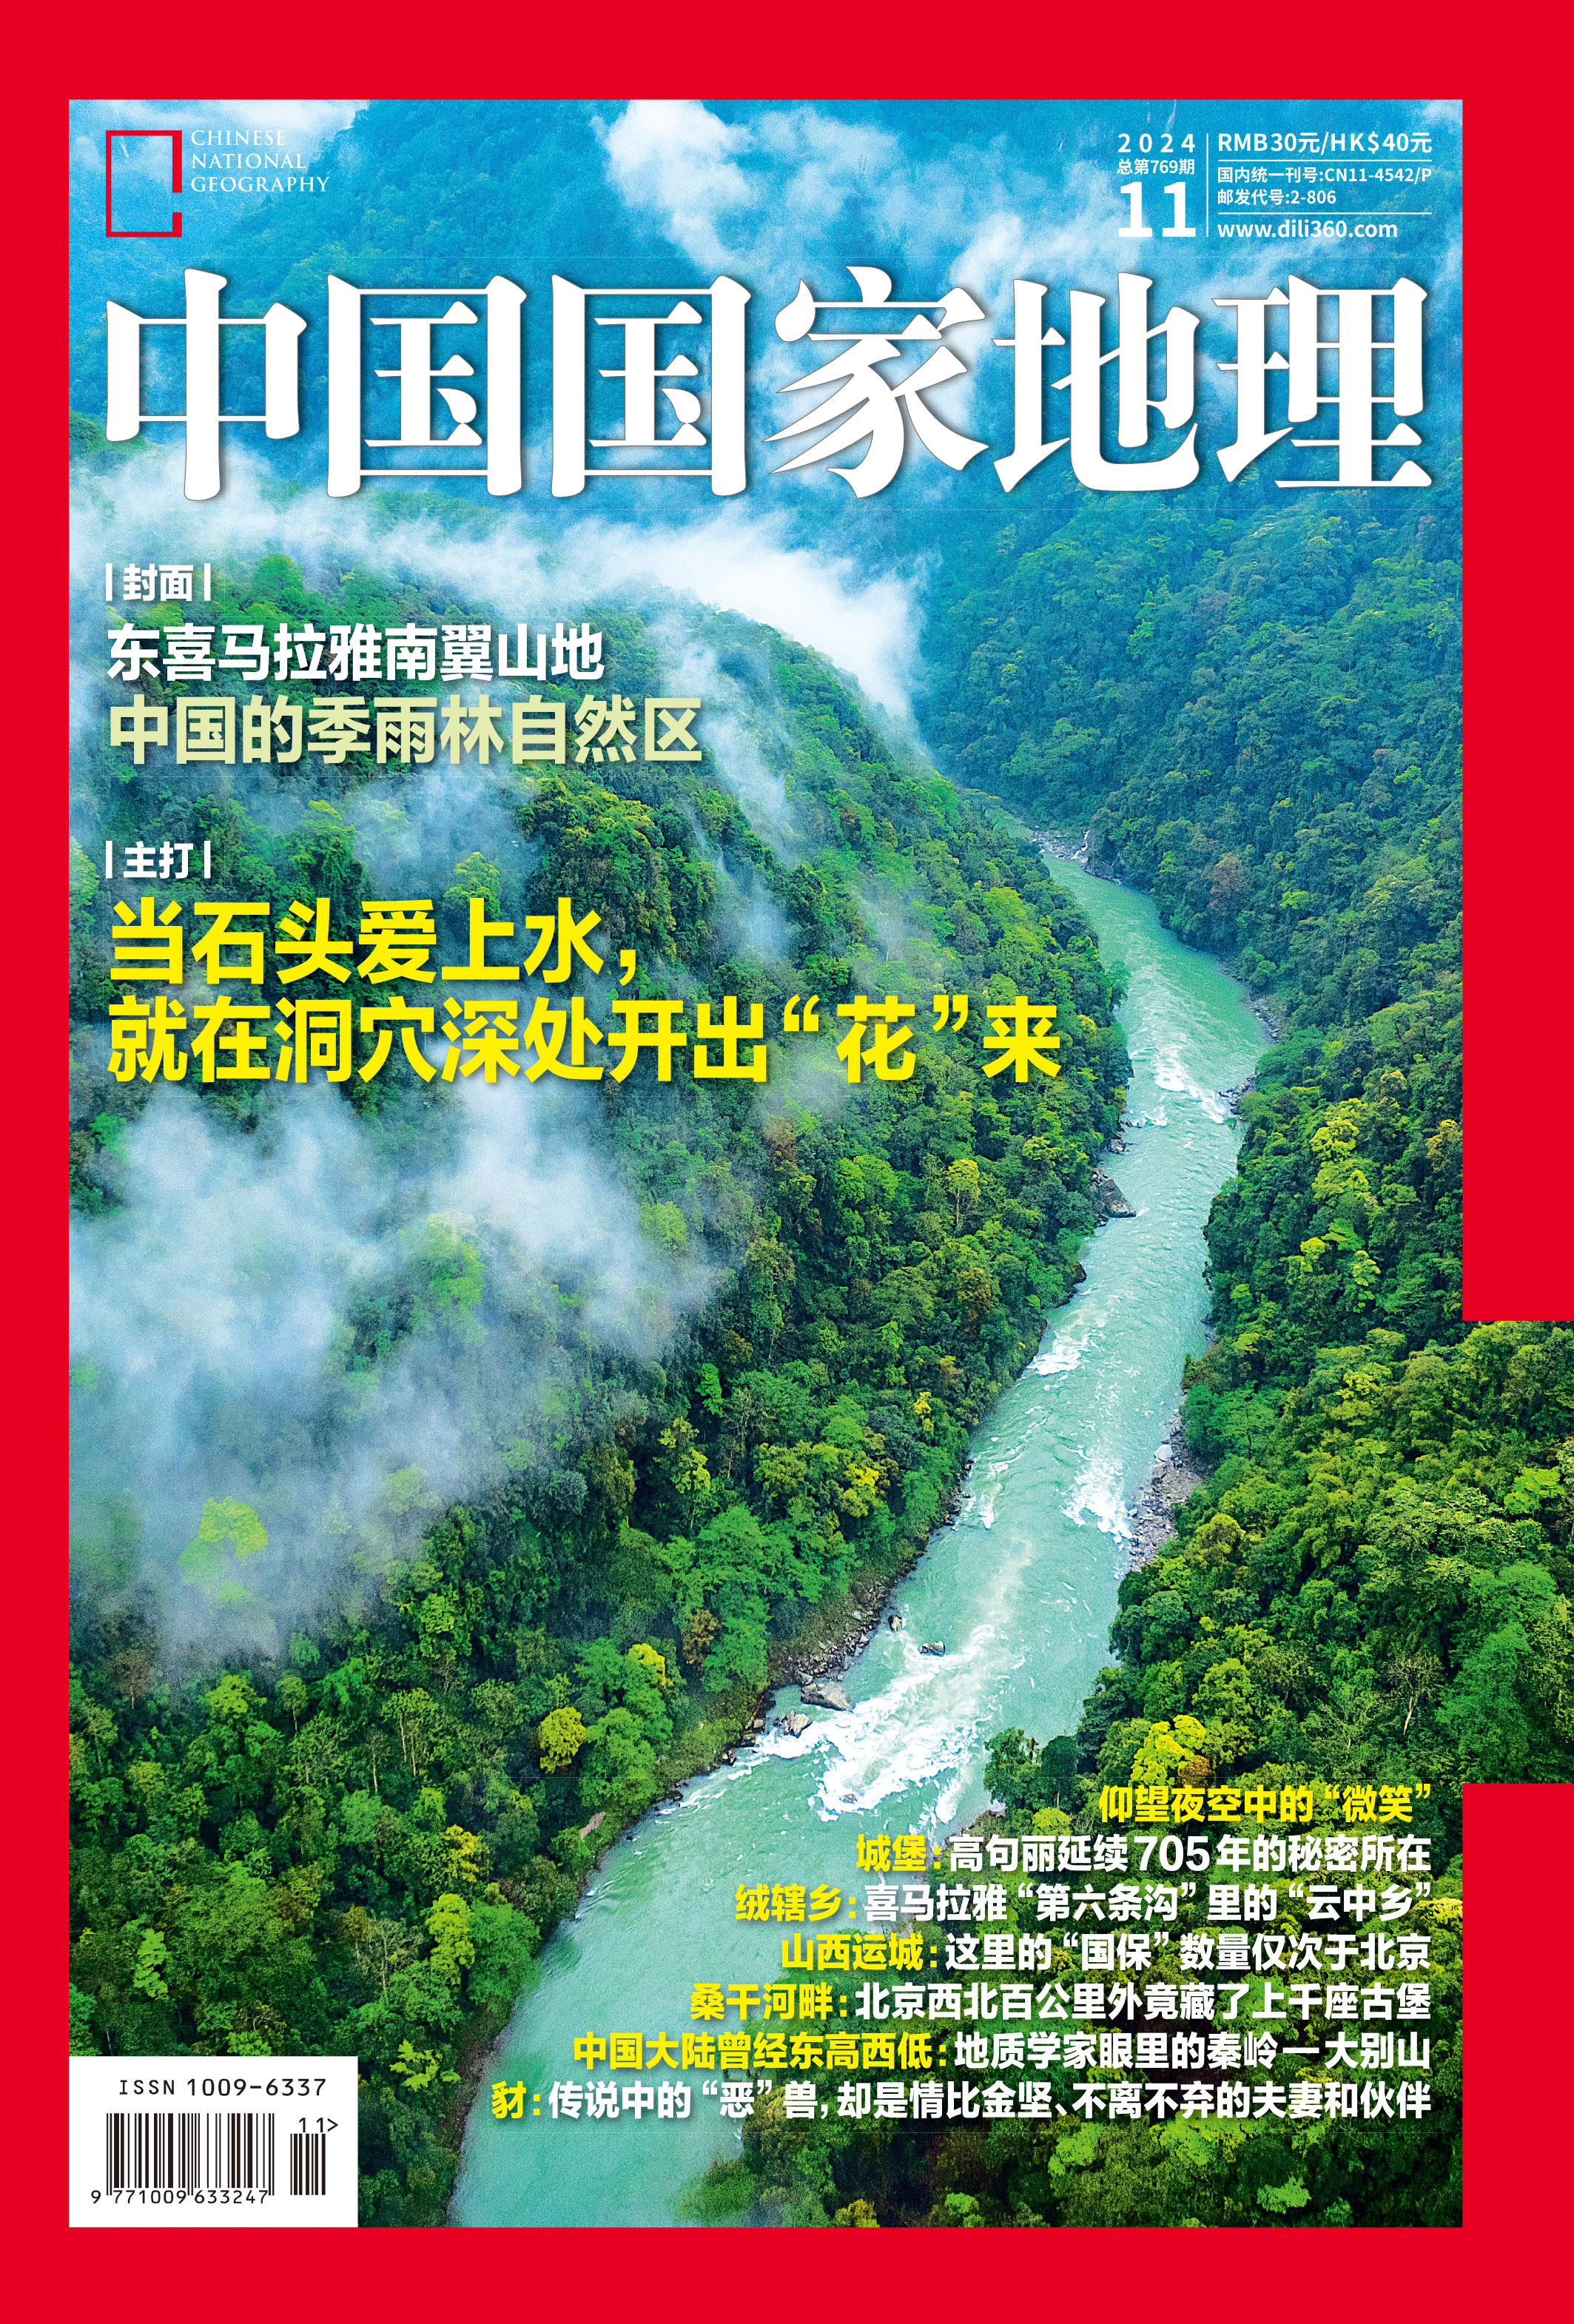 CHINESE
NATIONAL
GEOGRAPHY
2024
总第769期
11
RMB30元/HK$40元
国内统一刊号:CN11-4542/P
邮发代号:2-806
www.dili360.com
中国国家地理
|封面|
东喜马拉雅南翼山地
中国的季雨林自然区
|主打|
当石头爱上水，
就在洞穴深处开出“花”来
仰望夜空中的“微笑”
城堡：高句丽延续705年的秘密所在
绒辖乡：喜马拉雅“第六条沟”里的“云中乡”
山西运城：这里的“国保”数量仅次于北京
桑干河畔：北京西北百公里外竟藏了上千座古堡
中国大陆曾经东高西低：地质学家眼里的秦岭—大别山
豺：传说中的“恶”兽，却是情比金坚、不离不弃的夫妻和伙伴
ISSN 1009-6337
11>
9 771009 633247